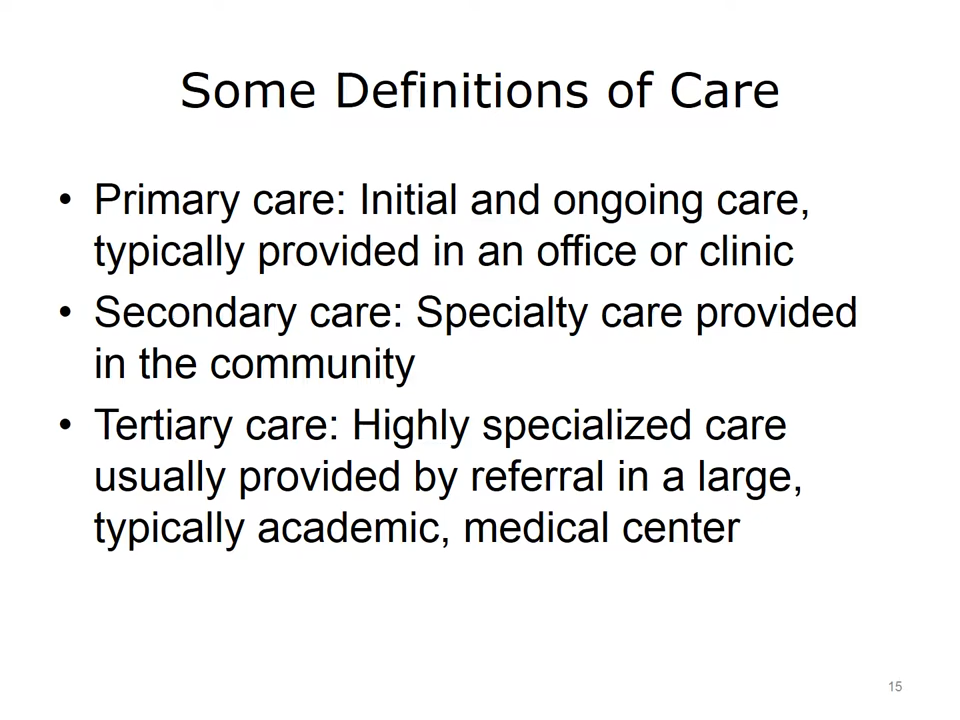 Some Definitions of Care
• Primary care: Initial and ongoing care,
typically provided in an office or clinic
• Secondary care: Specialty care provided
in the community
• Tertiary care: Highly specialized care
usually provided by referral in a large,
typically academic, medical center
15